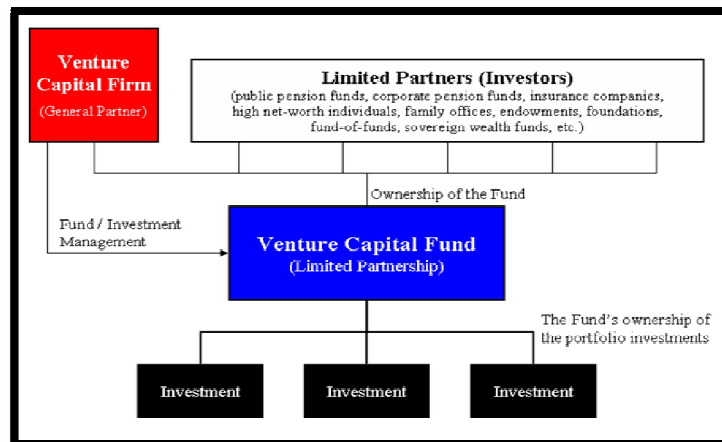 Venture
Capital Firm
(General Partner)
Limited Partners (Investors)
(public pension funds, corporate pension funds, insurance companies,
high net-worth individuals, family offices, endowments, foundations,
fund-of-funds, sovereign wealth funds, etc.)
Ownership of the Fund
Fund / Investment
Management
Venture Capital Fund
(Limited Partnership)
The Fund's ownership of
the portfolio investments
Investment
Investment
Investment